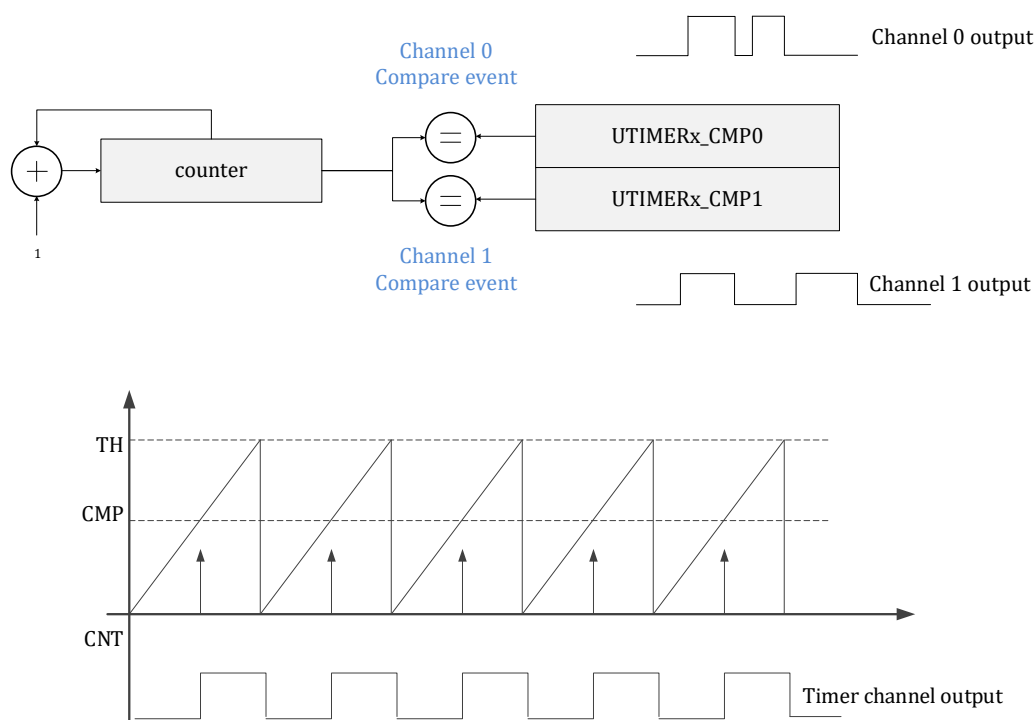 Channel 0 output
Channel 0
Compare event
UTIMERx_CMP0
counter
UTIMERx_CMP1
1
Channel 1
Compare event
Channel 1 output
TH
CMP
CNT
Timer channel output